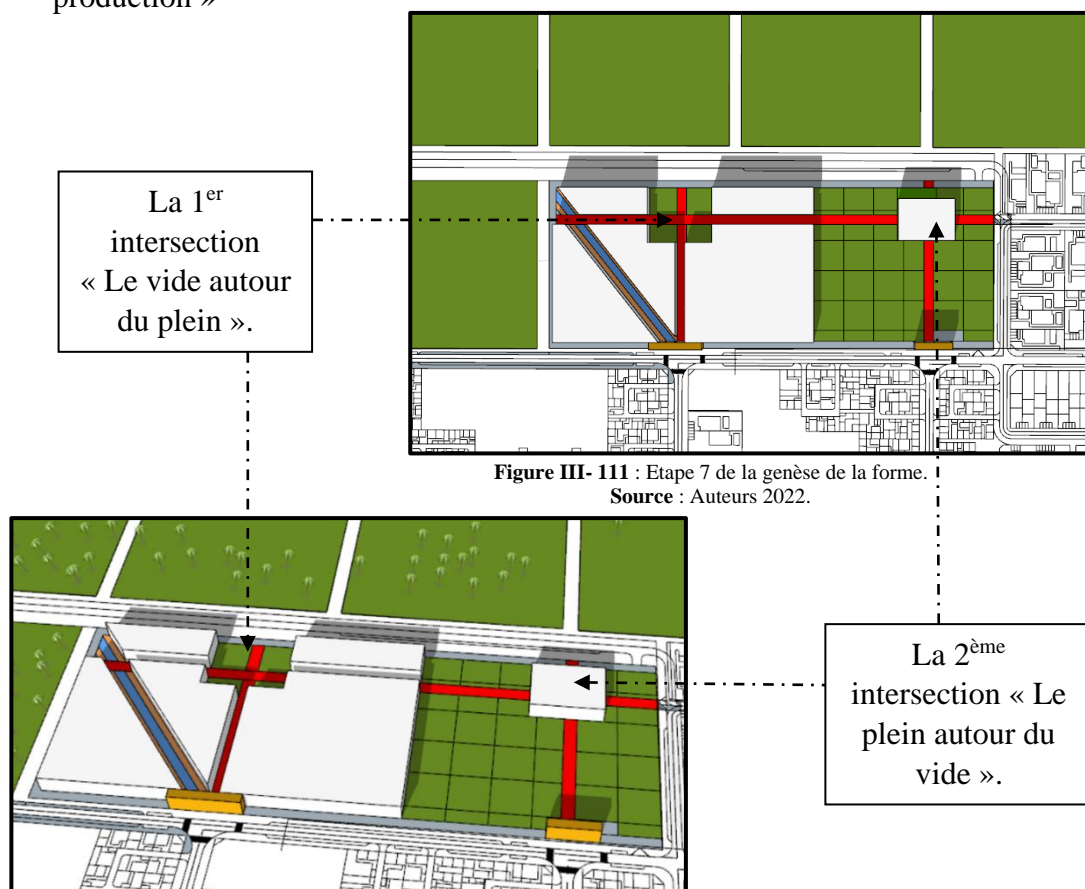 production »
La 1er
intersection
« Le vide autour
du plein ».
Figure III- 111 : Etape 7 de la genèse de la forme.
Source : Auteurs 2022.
La 2ème
intersection « Le
plein autour du
vide ».